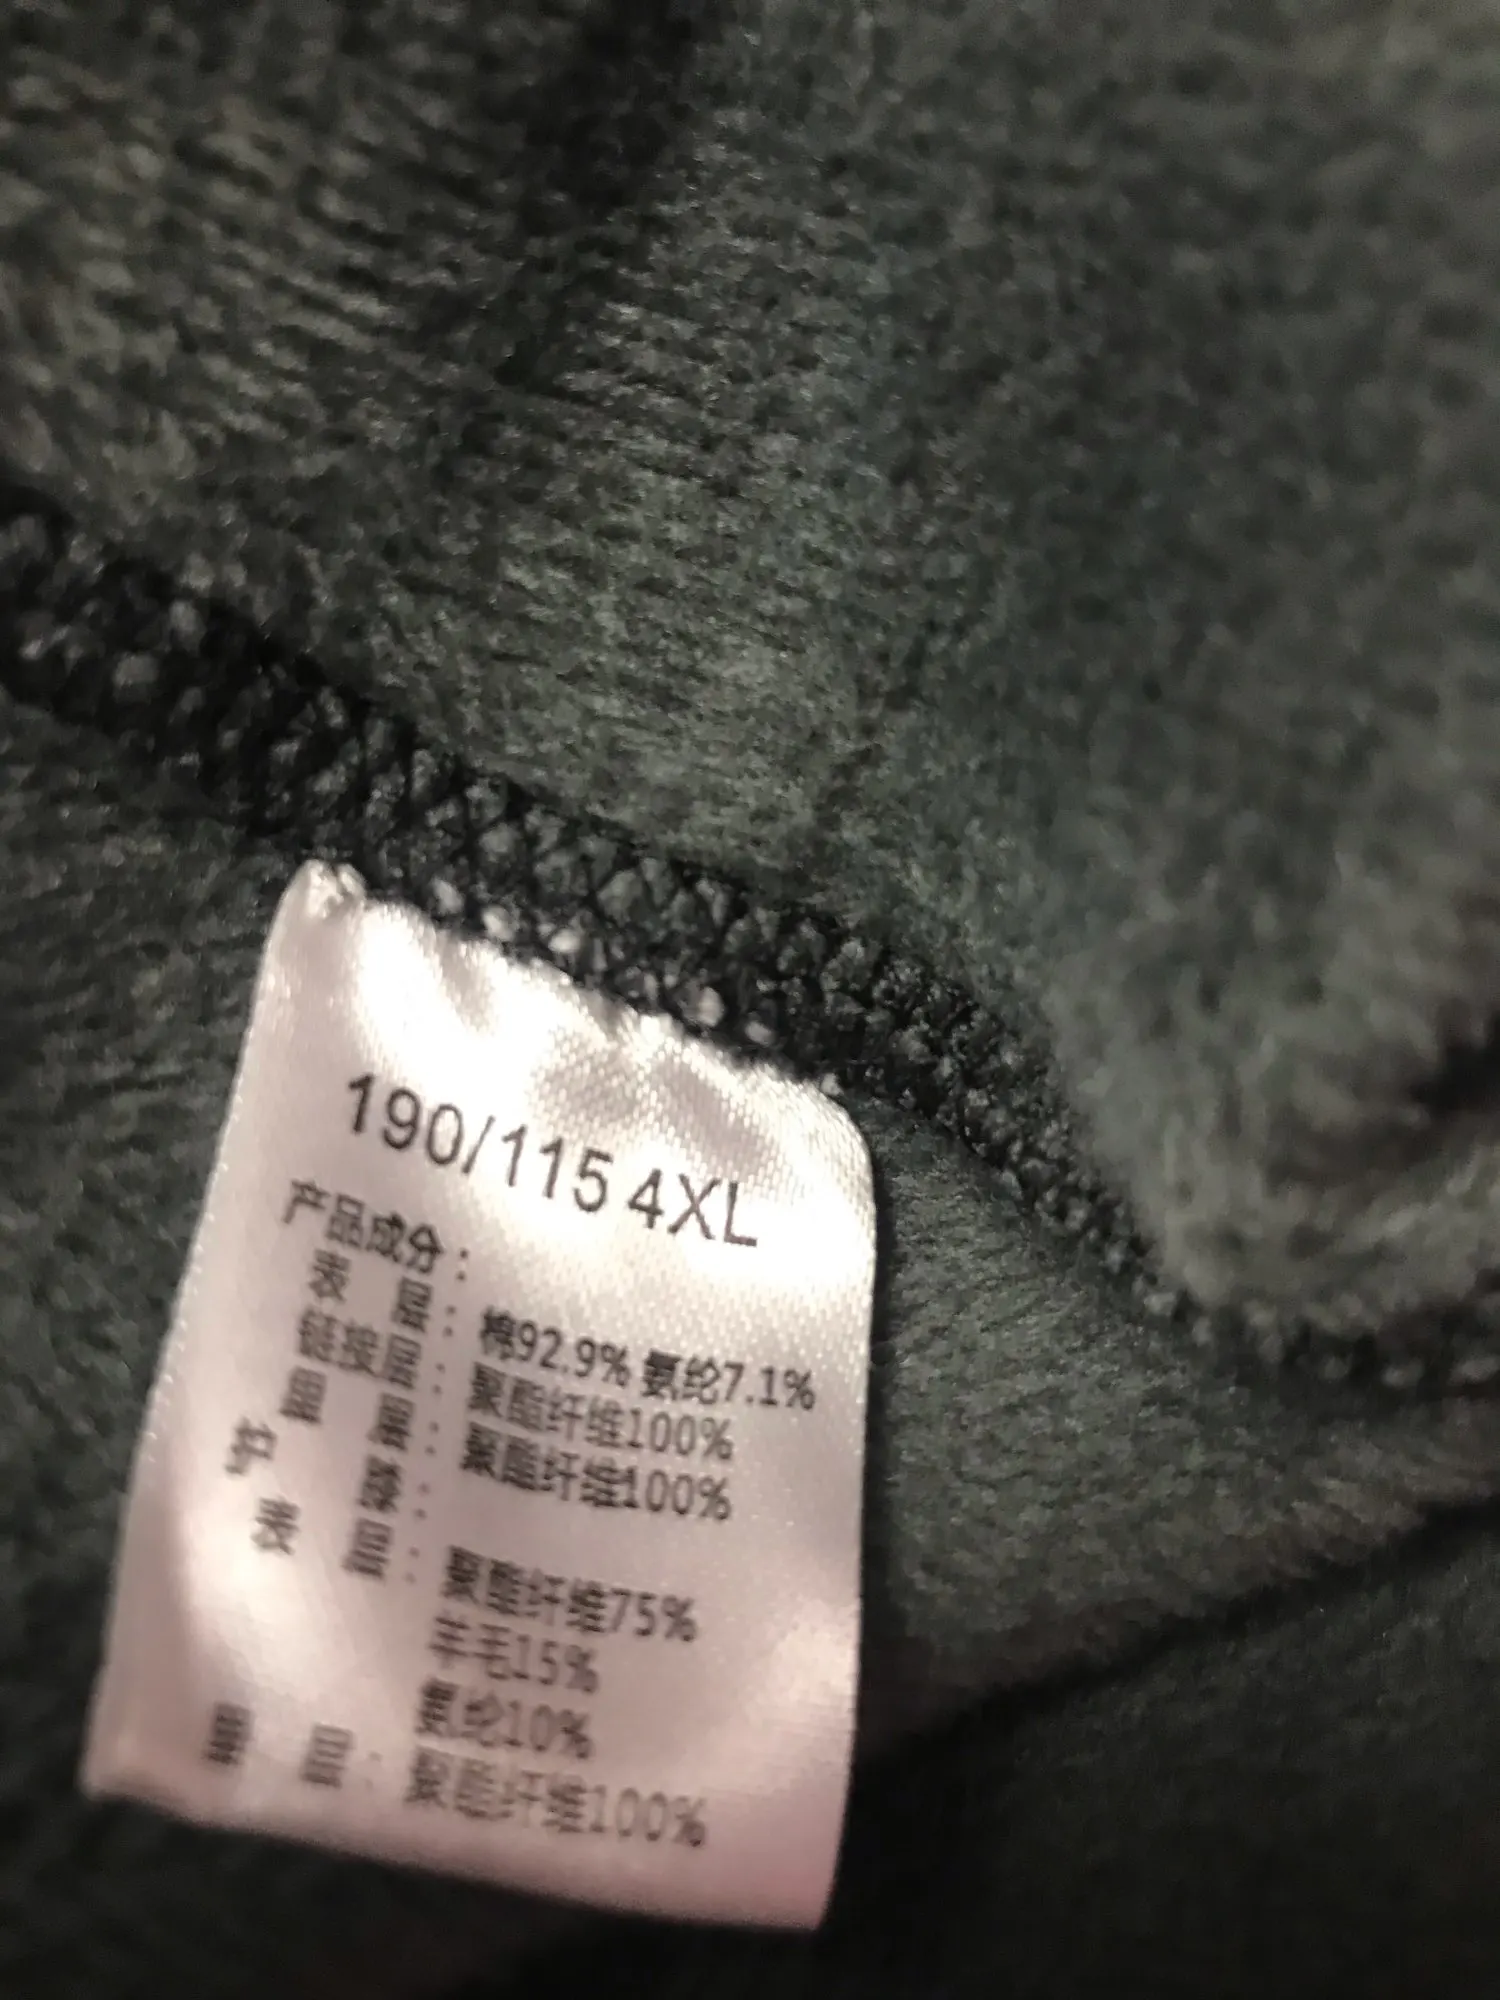 190/115 4XL
产品成分：
表 层：棉92.9% 氨纶7.1%
链接层：聚酯纤维100%
里 层：聚酯纤维100%
护 膝：
表 层：聚酯纤维75%
羊毛15%
氨纶10%
里 层：聚酯纤维100%